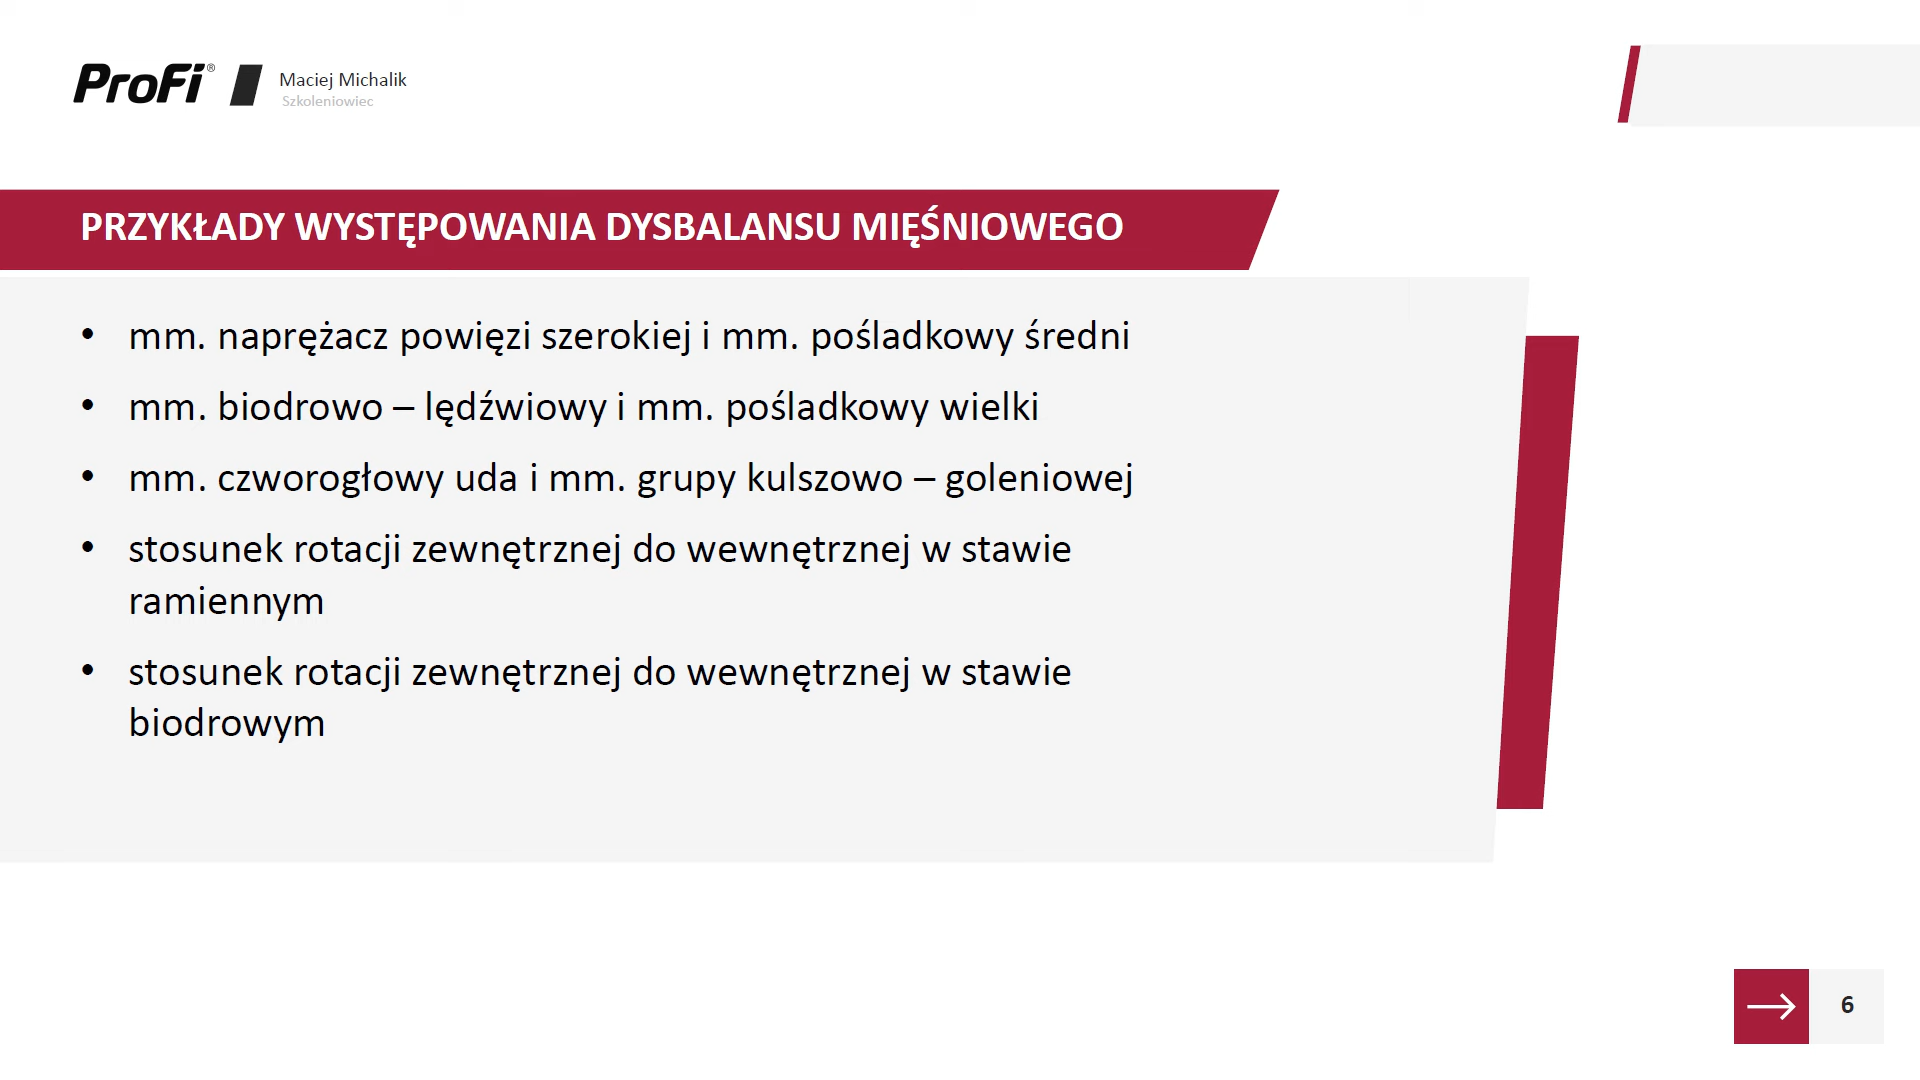 ProFi®
Maciej Michalik
Szkoleniowiec
PRZYKŁADY WYSTĘPOWANIA DYSBALANSU MIĘŚNIOWEGO
• mm. naprężacz powięzi szerokiej i mm. pośladkowy średni
• mm. biodrowo – lędźwiowy i mm. pośladkowy wielki
• mm. czworogłowy uda i mm. grupy kulszowo – goleniowej
• stosunek rotacji zewnętrznej do wewnętrznej w stawie
ramiennym
• stosunek rotacji zewnętrznej do wewnętrznej w stawie
biodrowym
6